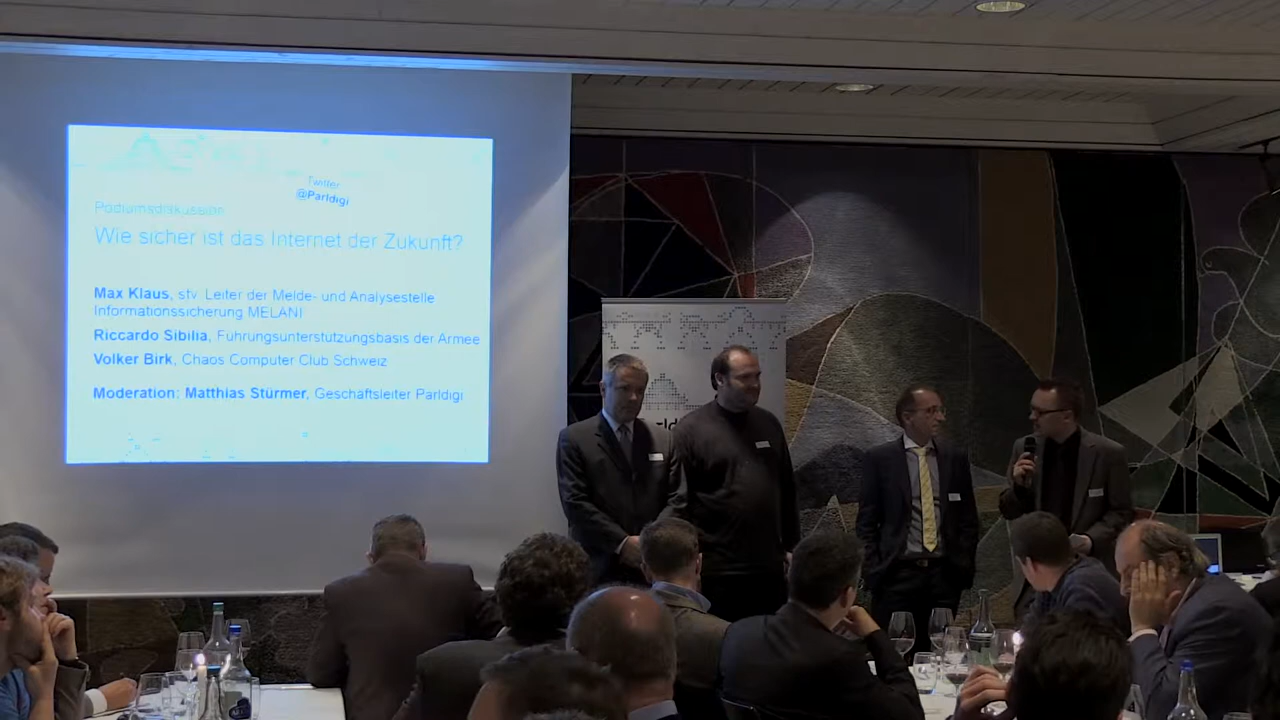 Twitter
@Parldigi
Podiumsdiskussion
Wie sicher ist das Internet der Zukunft?
Max Klaus, stv. Leiter der Melde- und Analysestelle
Informationssicherung MELANI
Riccardo Sibilia, Führungsunterstützungsbasis der Armee
Volker Birk, Chaos Computer Club Schweiz
Moderation: Matthias Stürmer, Geschäftsleiter Parldigi